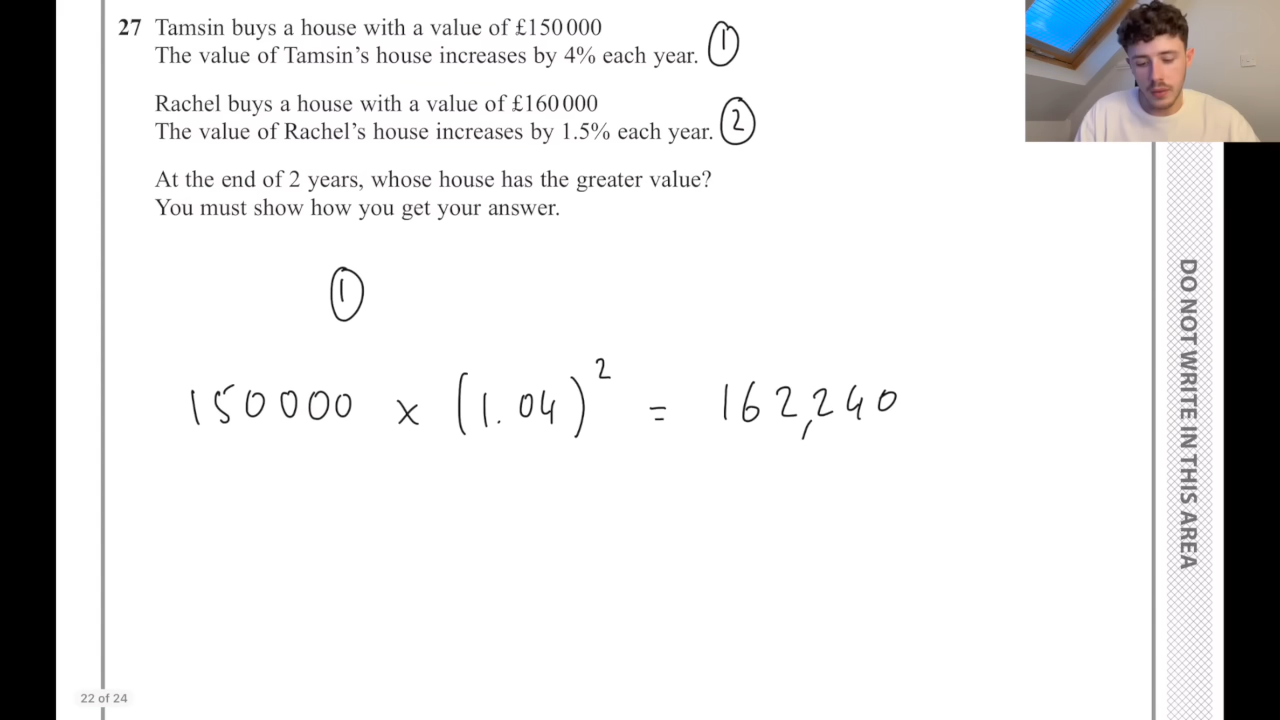 27 Tamsin buys a house with a value of £150 000
The value of Tamsin's house increases by 4% each year. ①
Rachel buys a house with a value of £160 000
The value of Rachel's house increases by 1.5% each year. ②
At the end of 2 years, whose house has the greater value?
You must show how you get your answer.
①
150000 × (1.04)² = 162,240
DO NOT WRITE IN THIS AREA
22 of 24